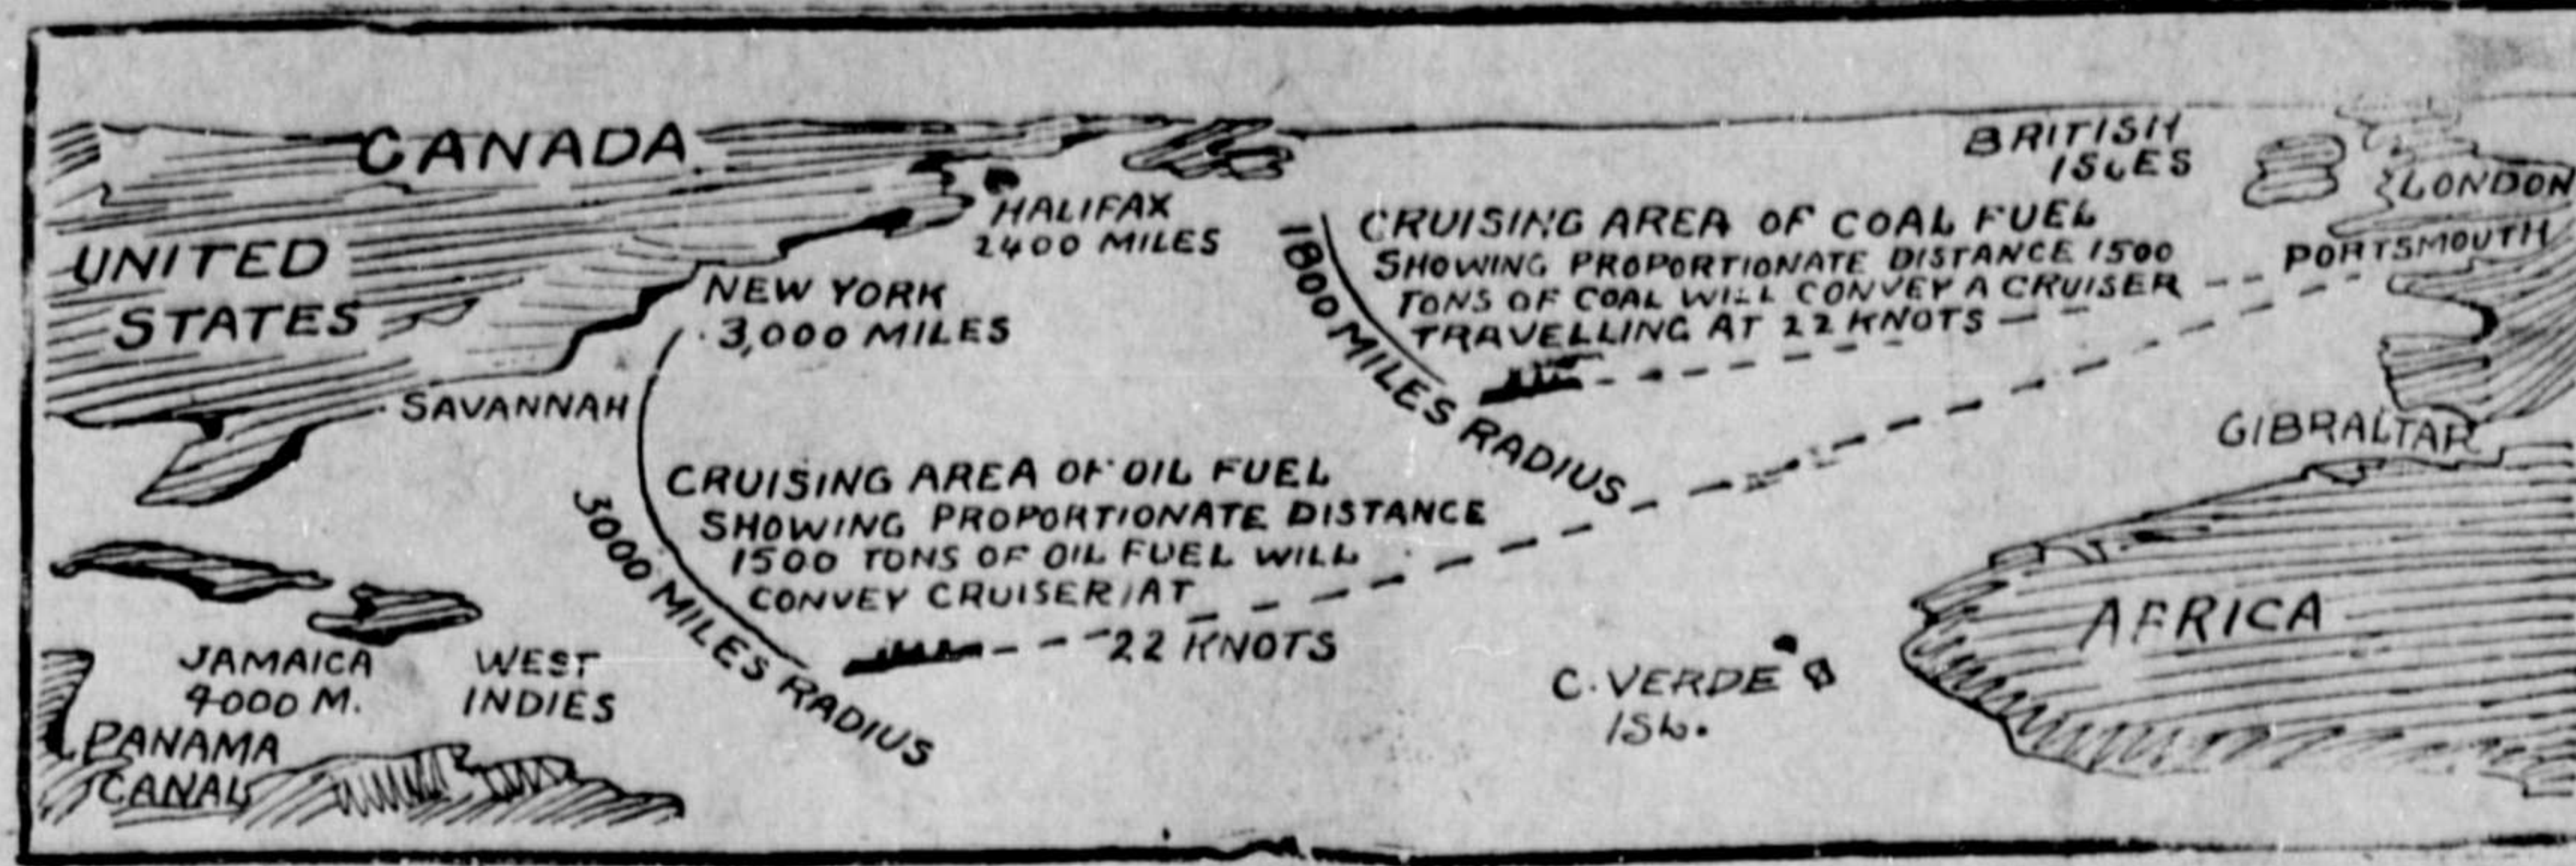 CANADA
UNITED
STATES
HALIFAX
2400 MILES
NEW YORK
3,000 MILES
SAVANNAH
BRITISH
ISLES
LONDON
PORTSMOUTH
1800 MILES RADIUS
CRUISING AREA OF COAL FUEL
SHOWING PROPORTIONATE DISTANCE 1500
TONS OF COAL WILL CONVEY A CRUISER
TRAVELLING AT 22 KNOTS
GIBRALTAR
3000 MILES RADIUS
CRUISING AREA OF OIL FUEL
SHOWING PROPORTIONATE DISTANCE
1500 TONS OF OIL FUEL WILL
CONVEY CRUISER AT
22 KNOTS
AFRICA
C. VERDE
ISL.
JAMAICA
4000 M.
WEST
INDIES
PANAMA
CANAL